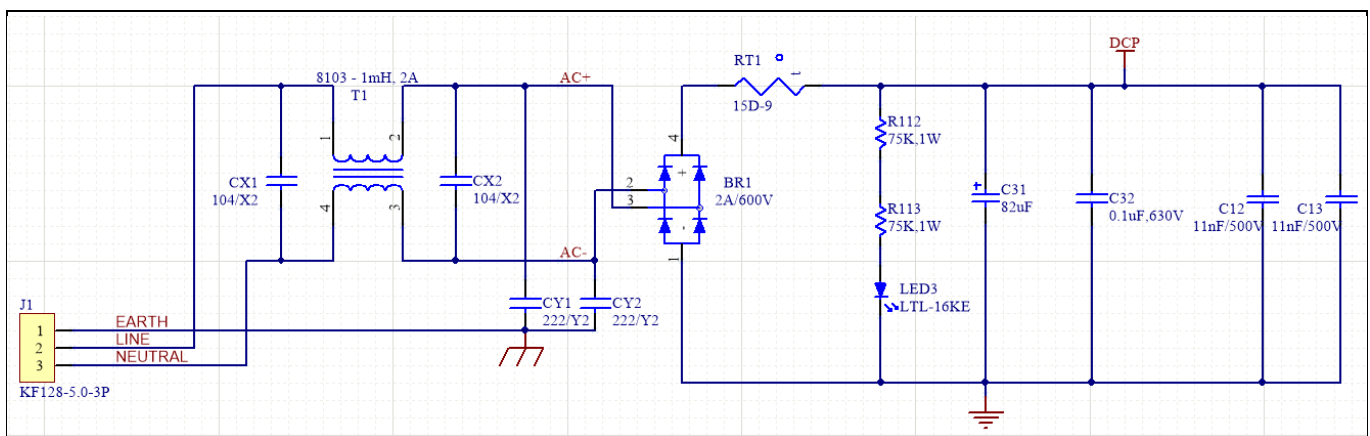 8103 - 1mH, 2A
T1
AC+
RT1
t
15D-9
DCP
1
2
4
3
CX1
104/X2
CX2
104/X2
4
2
3
+
-
1
BR1
2A/600V
R112
75K,1W
R113
75K,1W
+
C31
82uF
C32
0.1uF,630V
C12
11nF/500V
C13
11nF/500V
AC-
CY1
222/Y2
CY2
222/Y2
LED3
LTL-16KE
J1
1
2
3
EARTH
LINE
NEUTRAL
KF128-5.0-3P